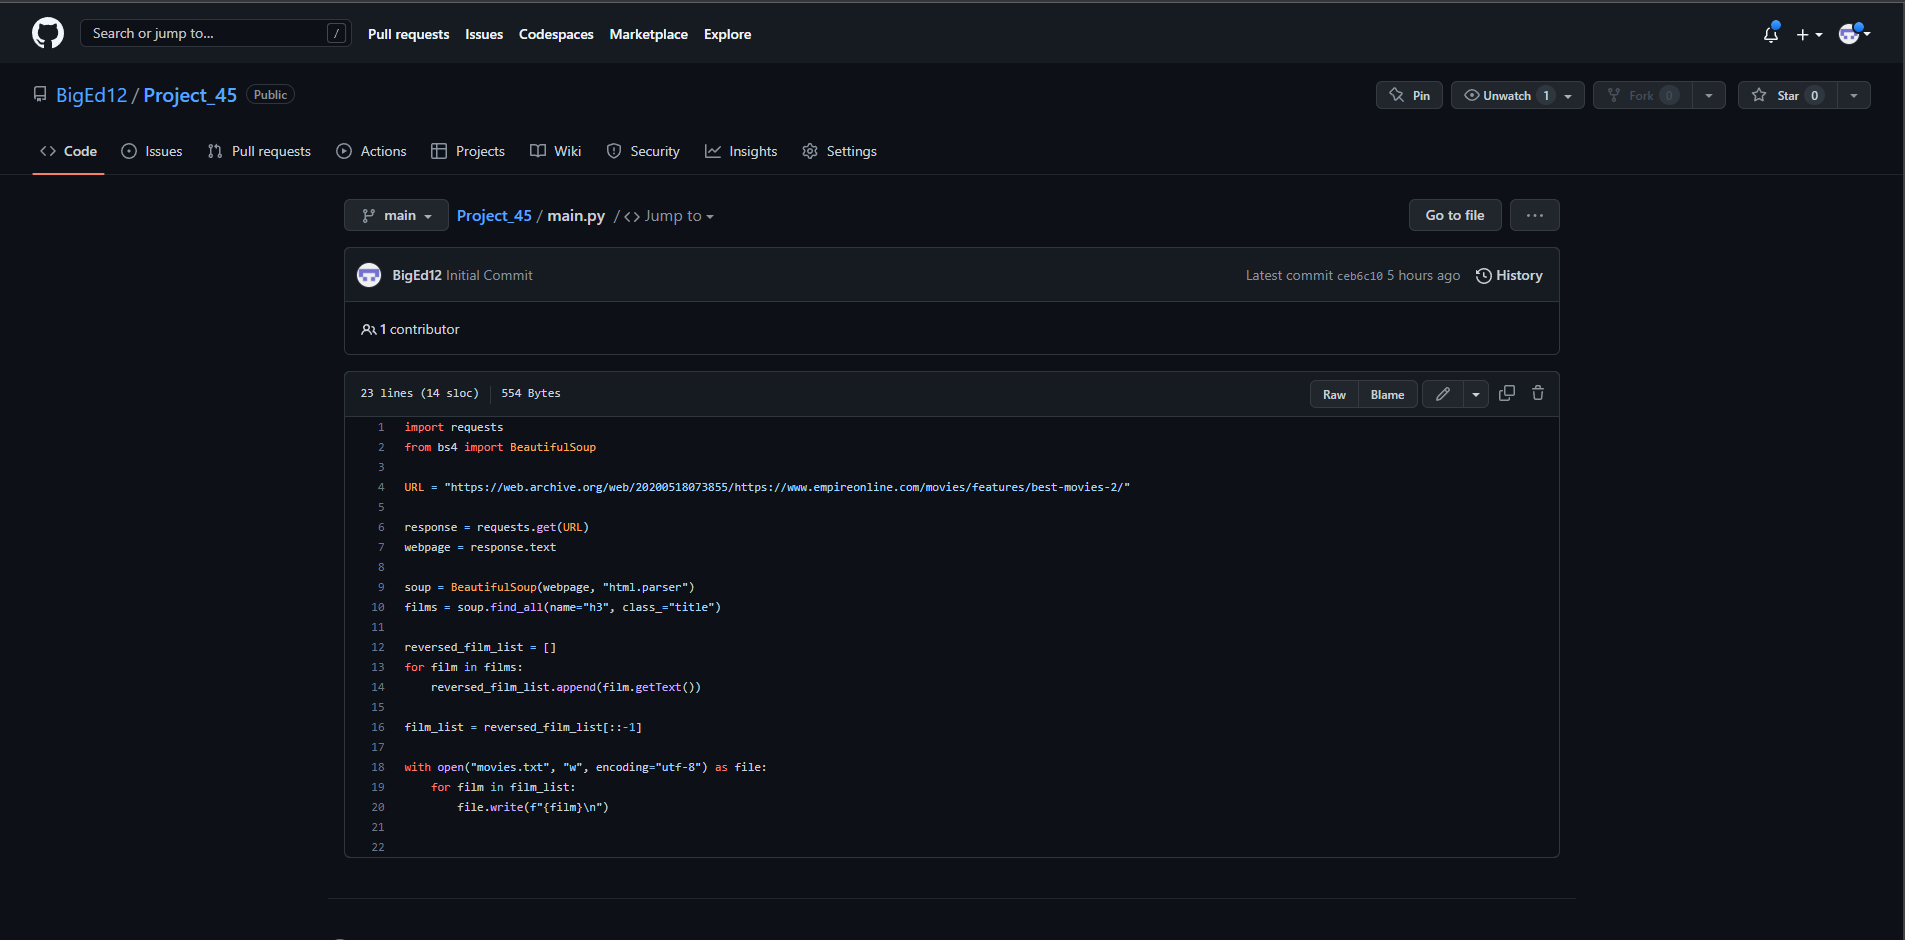 Search or jump to... /
Pull requests Issues Codespaces Marketplace Explore
BigEd12 / Project_45 Public
Pin Unwatch 1 Fork 0 Star 0
Code Issues Pull requests Actions Projects Wiki Security Insights Settings
main Project_45 / main.py / <> Jump to
Go to file ...
BigEd12 Initial Commit
Latest commit ceb6c10 5 hours ago History
1 contributor
23 lines (14 sloc) 554 Bytes
Raw Blame
1 import requests
2 from bs4 import BeautifulSoup
3
4 URL = "https://web.archive.org/web/20200518073855/https://www.empireonline.com/movies/features/best-movies-2/"
5
6 response = requests.get(URL)
7 webpage = response.text
8
9 soup = BeautifulSoup(webpage, "html.parser")
10 films = soup.find_all(name="h3", class_="title")
11
12 reversed_film_list = []
13 for film in films:
14     reversed_film_list.append(film.getText())
15
16 film_list = reversed_film_list[::-1]
17
18 with open("movies.txt", "w", encoding="utf-8") as file:
19     for film in film_list:
20         file.write(f"{film}\n")
21
22